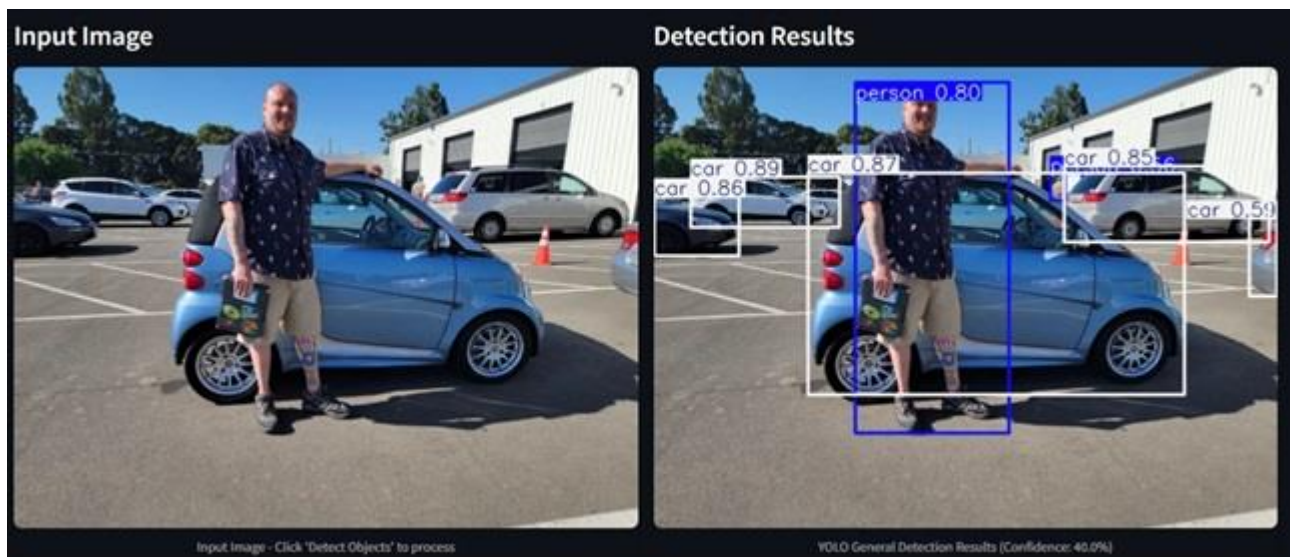 Input Image
Detection Results
person 0.80
car 0.89
car 0.87
car 0.85
car 0.86
car 0.59
Input Image - Click 'Detect Objects' to process
YOLO General Detection Results (Confidence: 40.0%)